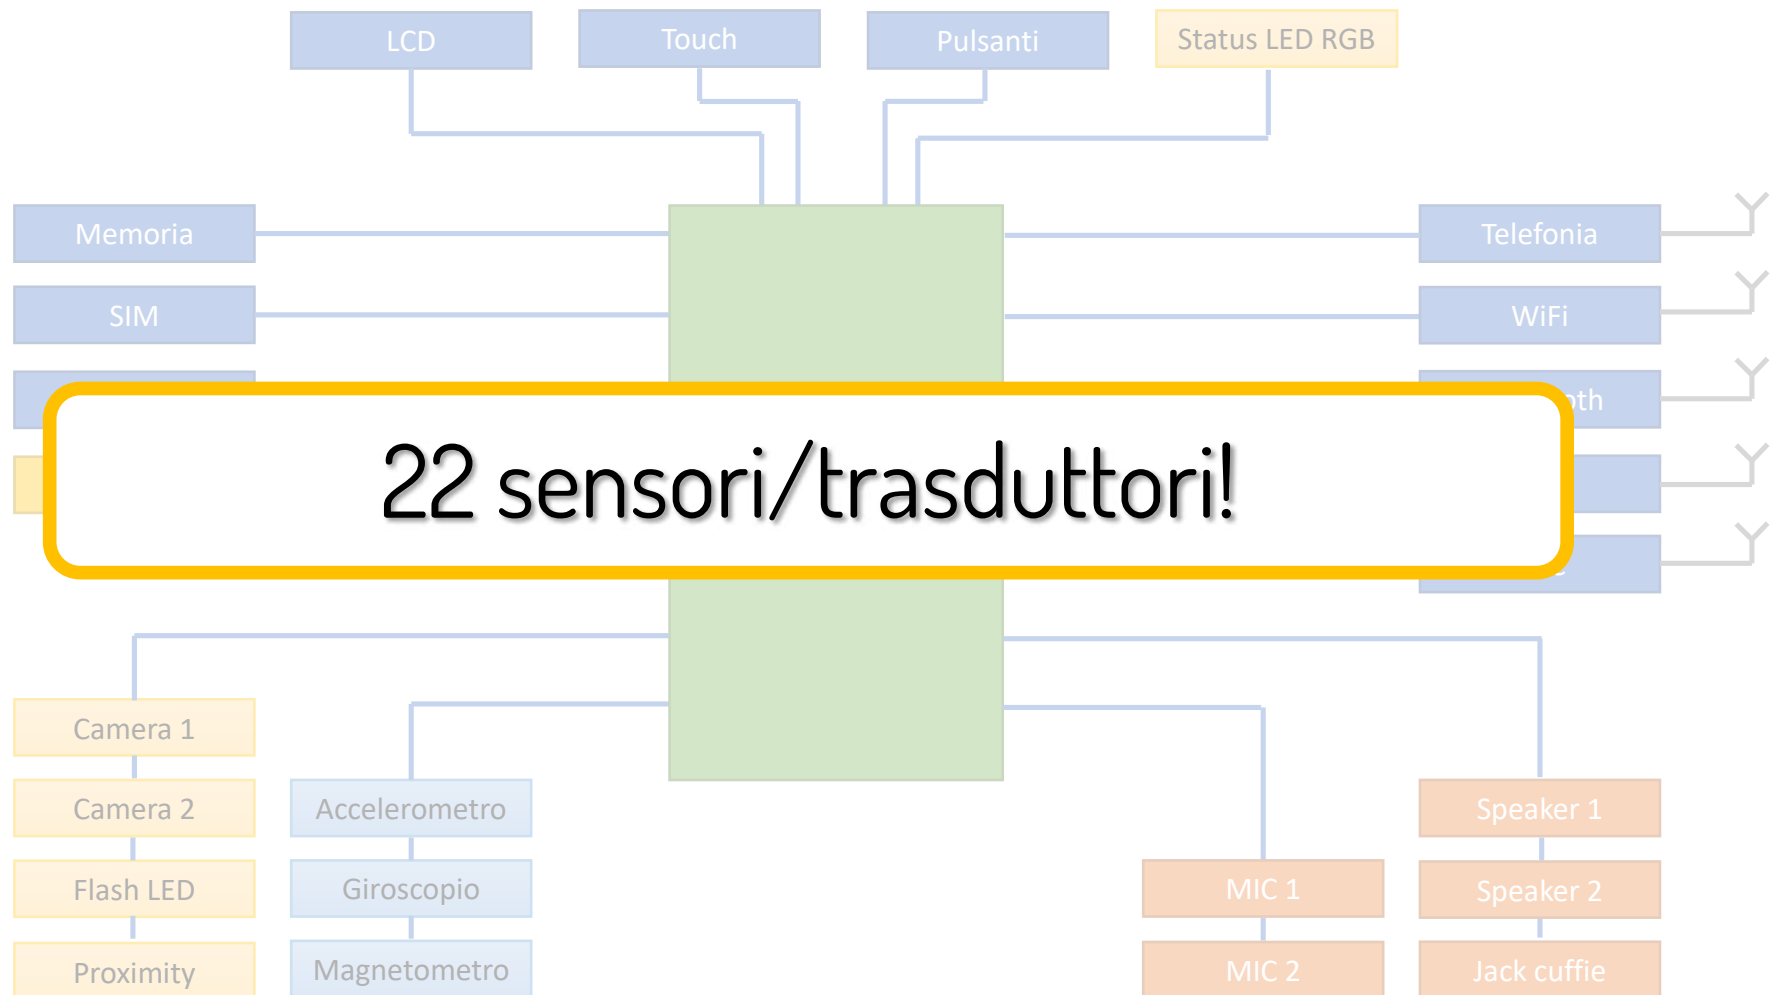 LCD
Touch
Pulsanti
Status LED RGB
Memoria
Telefonia
SIM
WiFi
oth
22 sensori/trasduttori!
Camera 1
Camera 2
Accelerometro
Speaker 1
Flash LED
Giroscopio
MIC 1
Speaker 2
Proximity
Magnetometro
MIC 2
Jack cuffie